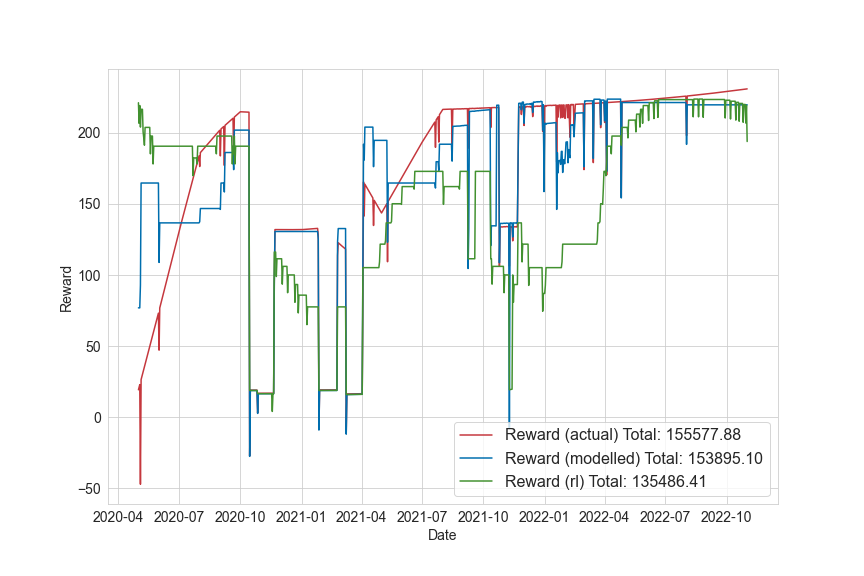 200
150
100
50
0
−50
Reward
Reward (actual) Total: 155577.88
Reward (modelled) Total: 153895.10
Reward (rl) Total: 135486.41
2020-04 2020-07 2020-10 2021-01 2021-04 2021-07 2021-10 2022-01 2022-04 2022-07 2022-10
Date